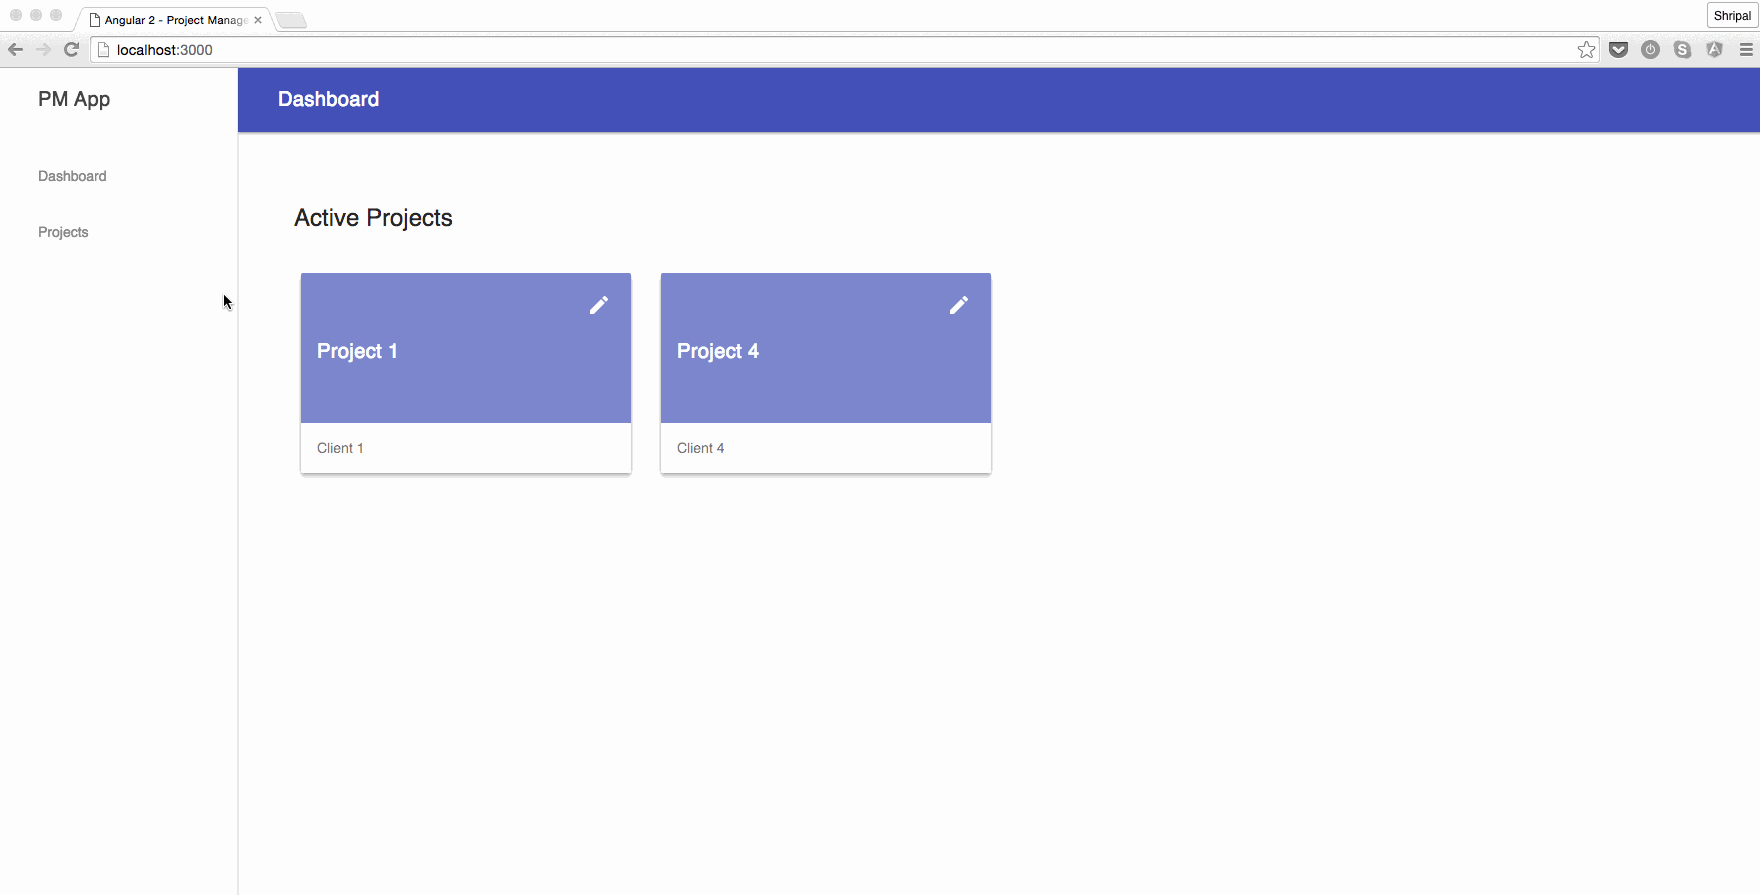 Angular 2 - Project Manage
Shripal
localhost:3000
PM App
Dashboard
Dashboard
Projects
Active Projects
Project 1
Project 4
Client 1
Client 4